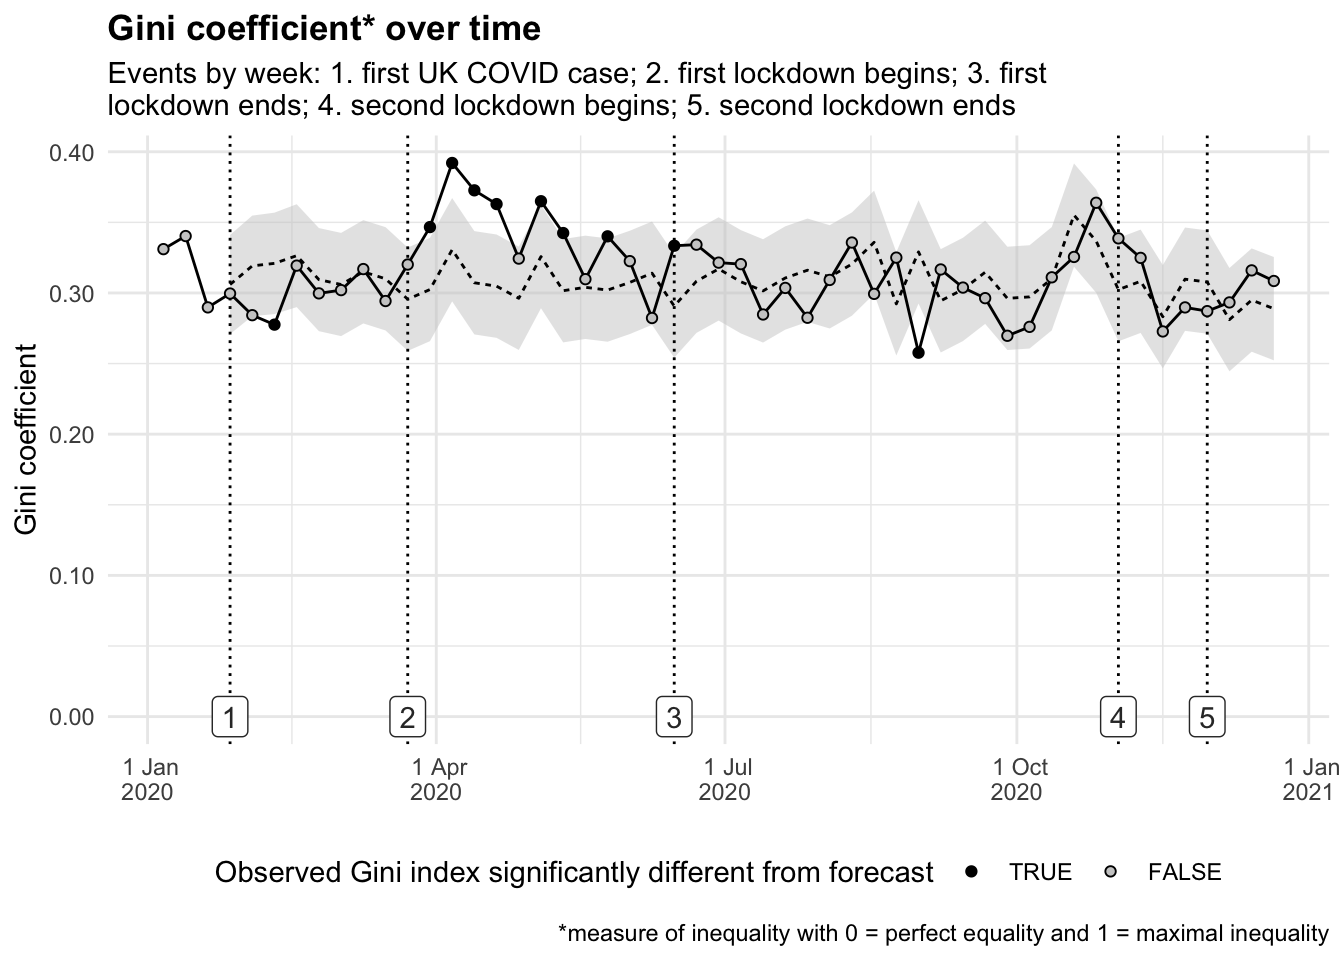 Gini coefficient* over time
Events by week: 1. first UK COVID case; 2. first lockdown begins; 3. first
lockdown ends; 4. second lockdown begins; 5. second lockdown ends
Gini coefficient
0.40
0.30
0.20
0.10
0.00
1
2
3
4
5
1 Jan
2020
1 Apr
2020
1 Jul
2020
1 Oct
2020
1 Jan
2021
Observed Gini index significantly different from forecast TRUE FALSE
*measure of inequality with 0 = perfect equality and 1 = maximal inequality